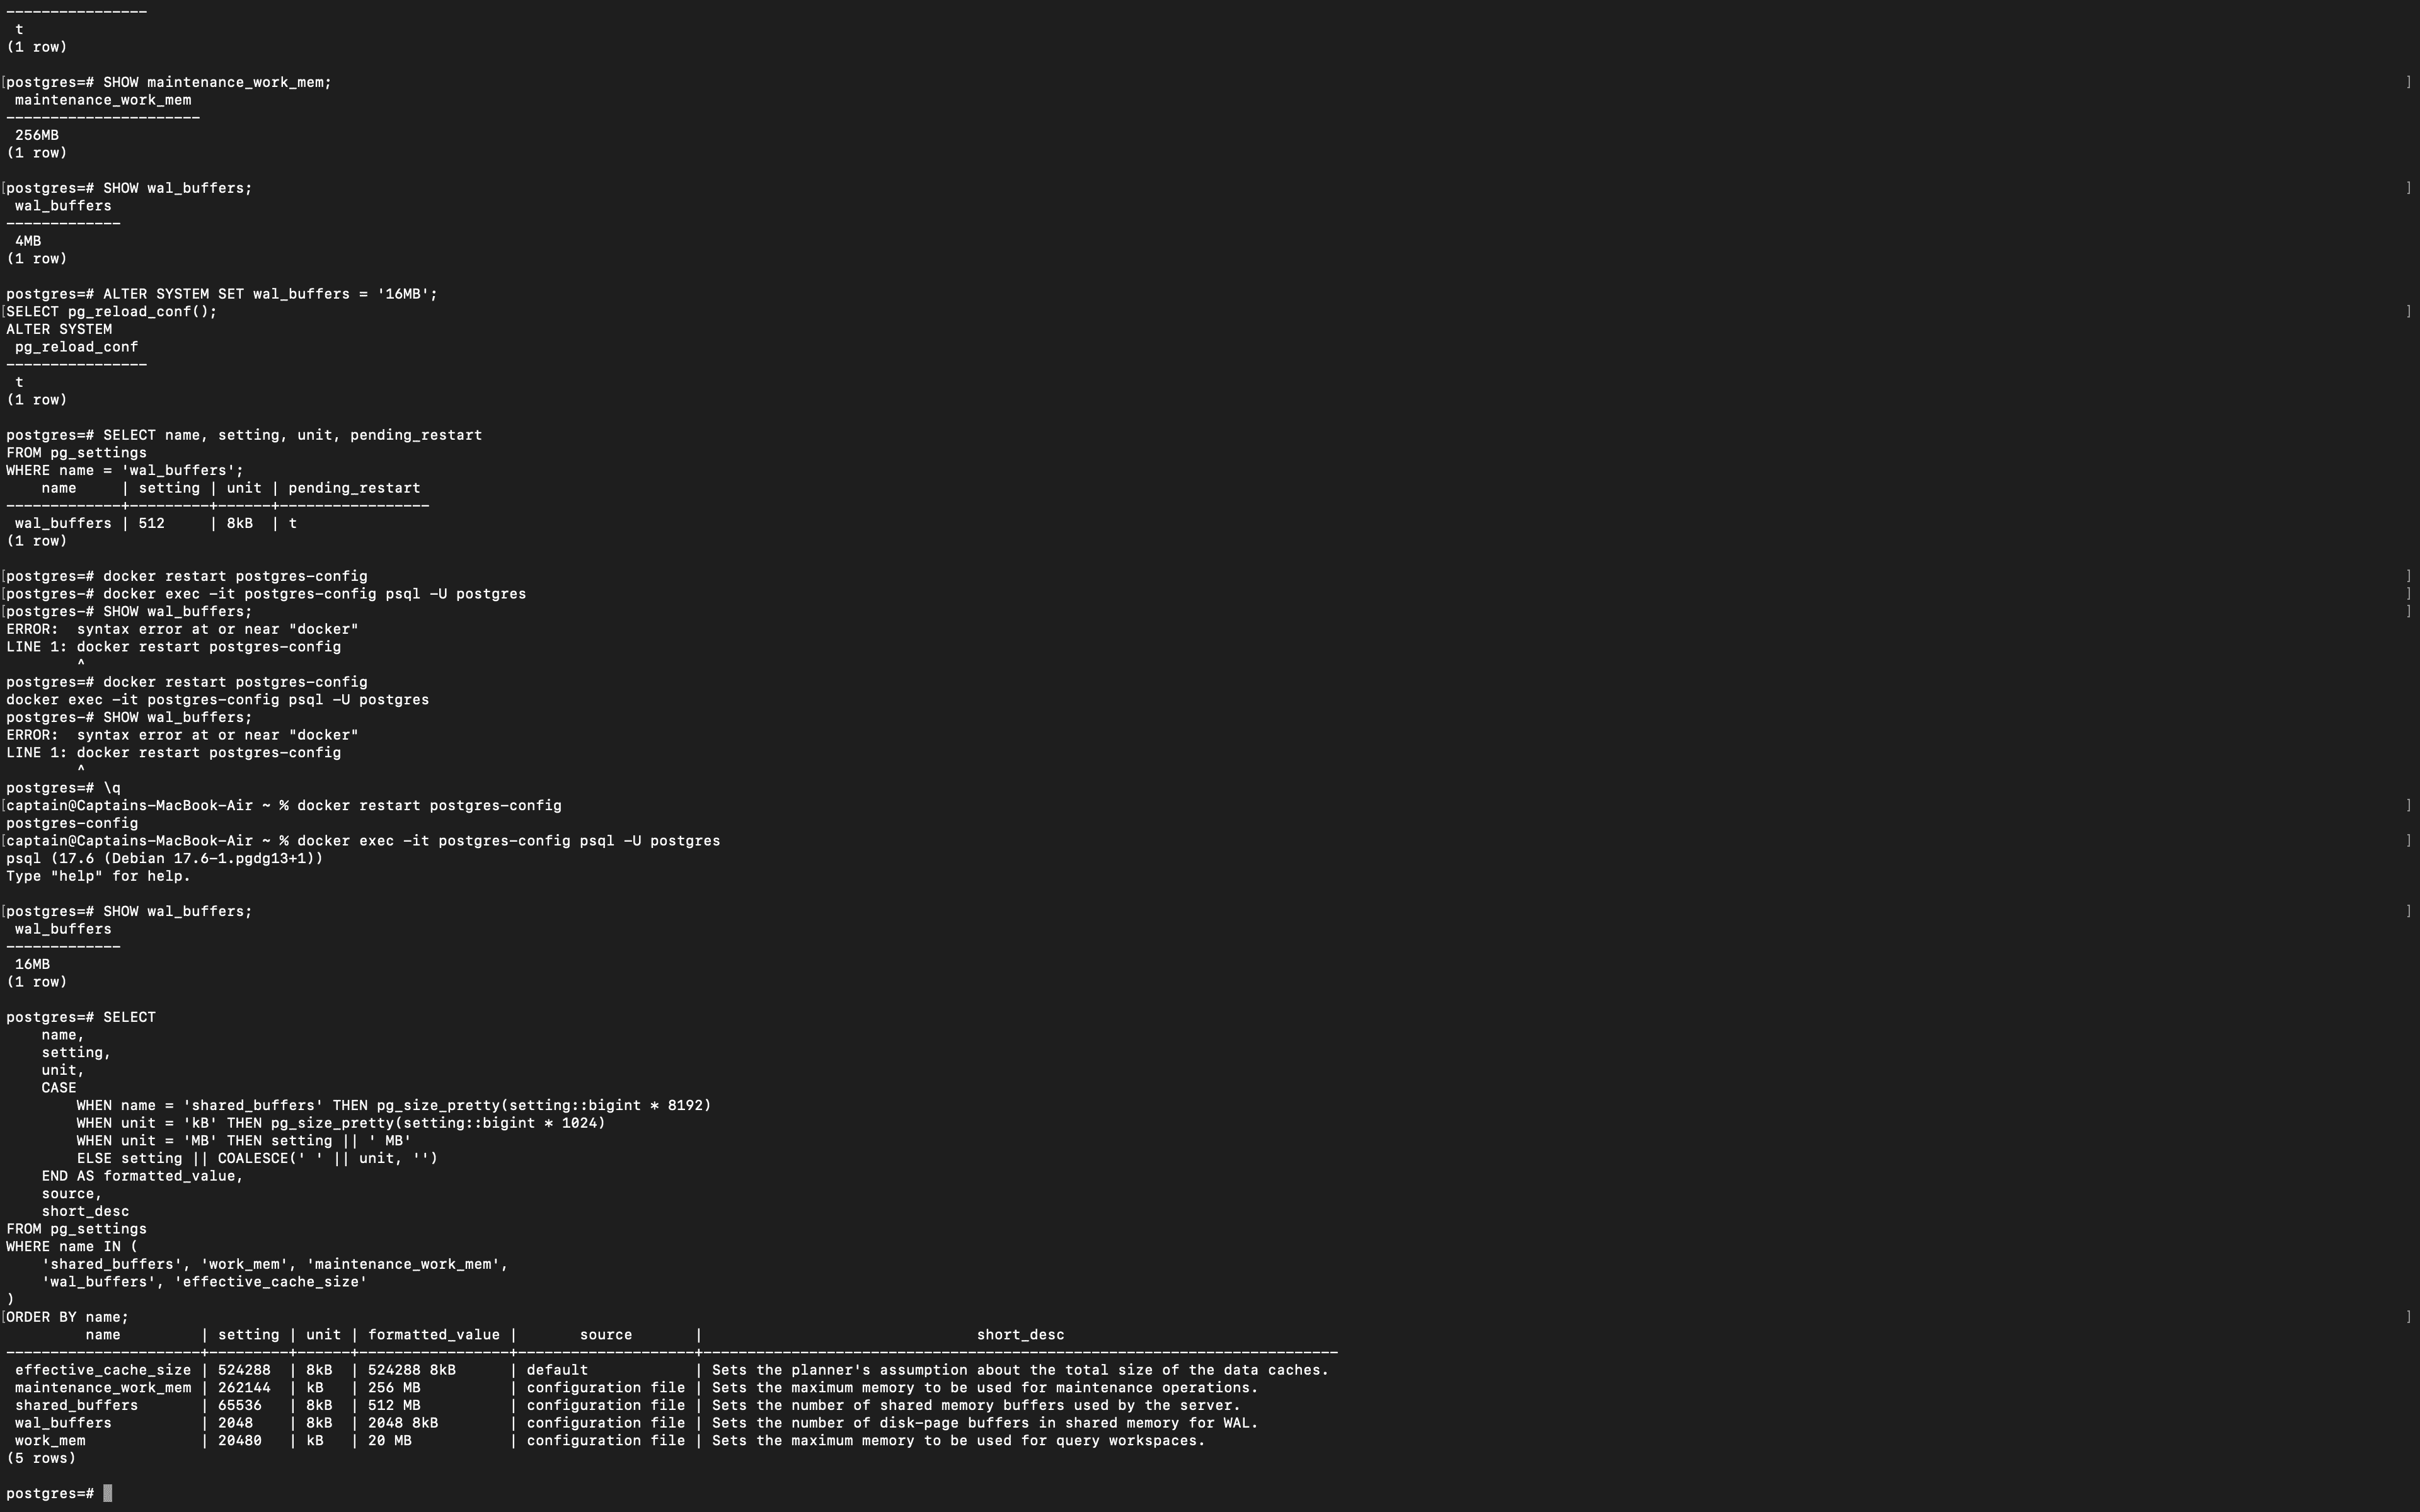 ----------------
 t
(1 row)

[postgres=# SHOW maintenance_work_mem; ]
 maintenance_work_mem
----------------------
 256MB
(1 row)

[postgres=# SHOW wal_buffers; ]
 wal_buffers
-------------
 4MB
(1 row)

postgres=# ALTER SYSTEM SET wal_buffers = '16MB';
[SELECT pg_reload_conf(); ]
ALTER SYSTEM
 pg_reload_conf
----------------
 t
(1 row)

postgres=# SELECT name, setting, unit, pending_restart
FROM pg_settings
WHERE name = 'wal_buffers';
    name     | setting | unit | pending_restart
-------------+---------+------+-----------------
 wal_buffers | 512     | 8kB  | t
(1 row)

[postgres=# docker restart postgres-config ]
[postgres-# docker exec -it postgres-config psql -U postgres ]
[postgres-# SHOW wal_buffers; ]
ERROR:  syntax error at or near "docker"
LINE 1: docker restart postgres-config
        ^
postgres=# docker restart postgres-config
docker exec -it postgres-config psql -U postgres
postgres-# SHOW wal_buffers;
ERROR:  syntax error at or near "docker"
LINE 1: docker restart postgres-config
        ^
postgres=# \q
[captain@Captains-MacBook-Air ~ % docker restart postgres-config ]
postgres-config
[captain@Captains-MacBook-Air ~ % docker exec -it postgres-config psql -U postgres ]
psql (17.6 (Debian 17.6-1.pgdg13+1))
Type "help" for help.

[postgres=# SHOW wal_buffers; ]
 wal_buffers
-------------
 16MB
(1 row)

postgres=# SELECT
    name,
    setting,
    unit,
    CASE
        WHEN name = 'shared_buffers' THEN pg_size_pretty(setting::bigint * 8192)
        WHEN unit = 'kB' THEN pg_size_pretty(setting::bigint * 1024)
        WHEN unit = 'MB' THEN setting || ' MB'
        ELSE setting || COALESCE(' ' || unit, '')
    END AS formatted_value,
    source,
    short_desc
FROM pg_settings
WHERE name IN (
    'shared_buffers', 'work_mem', 'maintenance_work_mem',
    'wal_buffers', 'effective_cache_size'
)
[ORDER BY name; ]
         name         | setting | unit | formatted_value |       source       |                              short_desc
----------------------+---------+------+-----------------+--------------------+------------------------------------------------------------------------
 effective_cache_size | 524288  | 8kB  | 524288 8kB      | default            | Sets the planner's assumption about the total size of the data caches.
 maintenance_work_mem | 262144  | kB   | 256 MB          | configuration file | Sets the maximum memory to be used for maintenance operations.
 shared_buffers       | 65536   | 8kB  | 512 MB          | configuration file | Sets the number of shared memory buffers used by the server.
 wal_buffers          | 2048    | 8kB  | 2048 8kB        | configuration file | Sets the number of disk-page buffers in shared memory for WAL.
 work_mem             | 20480   | kB   | 20 MB           | configuration file | Sets the maximum memory to be used for query workspaces.
(5 rows)

postgres=#